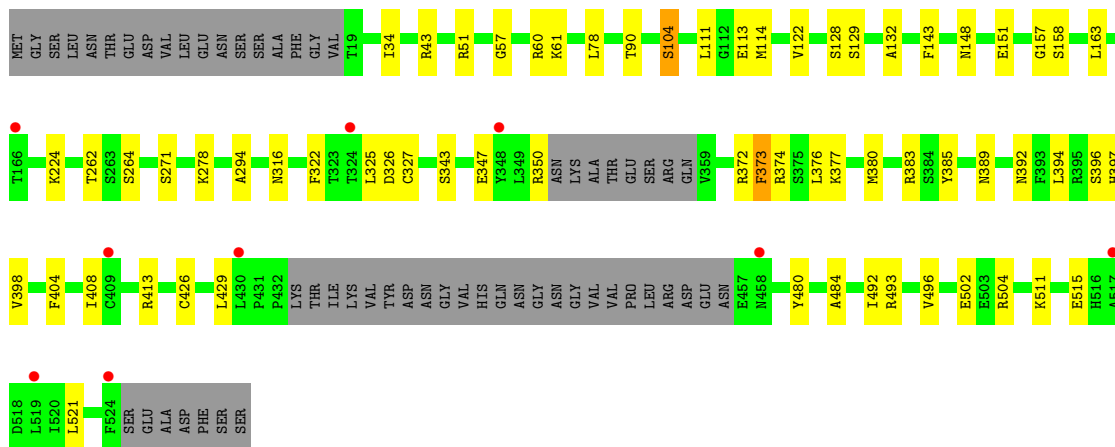 MET GLY SER LEU ASN THR GLU ASP VAL LEU GLU ASN SER SER ALA PHE GLY VAL T19 I34 R43 R51 G57 R60 K61 L78 T90 S104 L111 G112 E113 M114 V122 S128 S129 A132 F143 N148 E151 G157 S158 L163
T166 K224 T262 S263 S264 S271 K278 A294 N316 F322 T323 T324 L325 D326 C327 S343 E347 Y348 L349 R350 ASN LYS ALA THR GLU SER ARG GLN V359 R372 F373 R374 S375 L376 K377 M380 R383 S384 Y385 N389 N392 F393 L394 R395 S396 H397
V398 F404 I408 C409 R413 C426 L429 L430 P431 P432 LYS THR ILE LYS VAL TYR ASP ASN GLY VAL HIS GLN ASN GLY ASN GLY VAL VAL PRO LEU ARG ASP GLU ASN E457 N458 Y480 A484 I492 R493 V496 E502 E503 R504 K511 E515 H516 A517
D518 L519 I520 L521 F524 SER GLU ALA ASP PHE SER SER